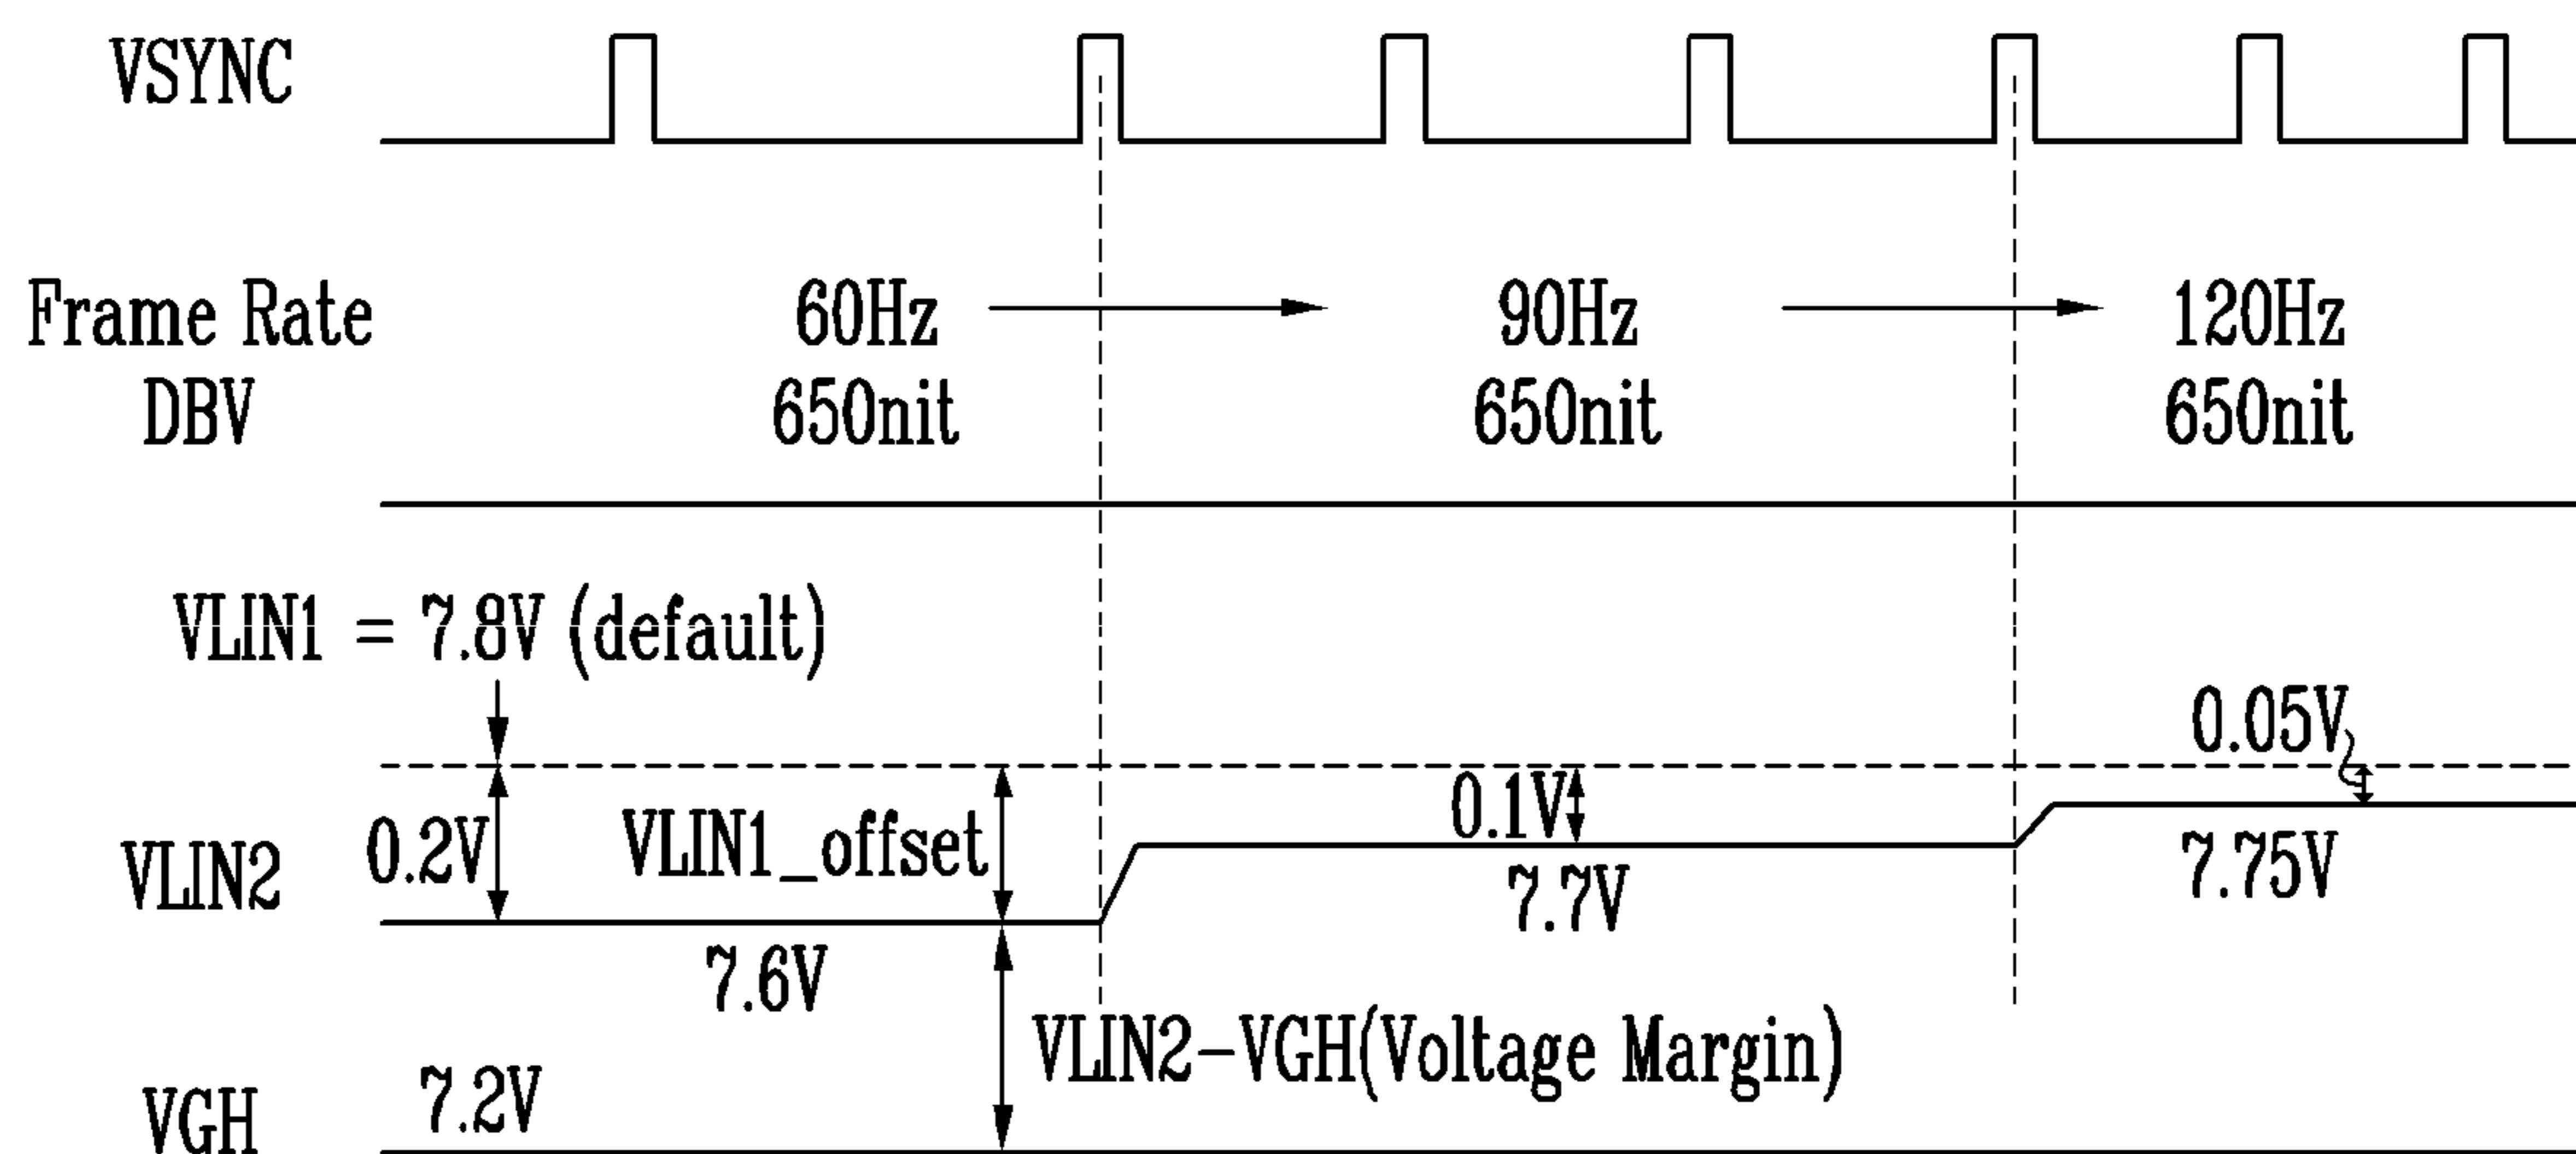 VSYNC
Frame Rate 60Hz 90Hz 120Hz
DBV 650nit 650nit 650nit
VLIN1 = 7.8V (default)
0.05V
0.1V
VLIN2 0.2V VLIN1_offset
7.7V 7.75V
7.6V
VLIN2-VGH(Voltage Margin)
7.2V
VGH